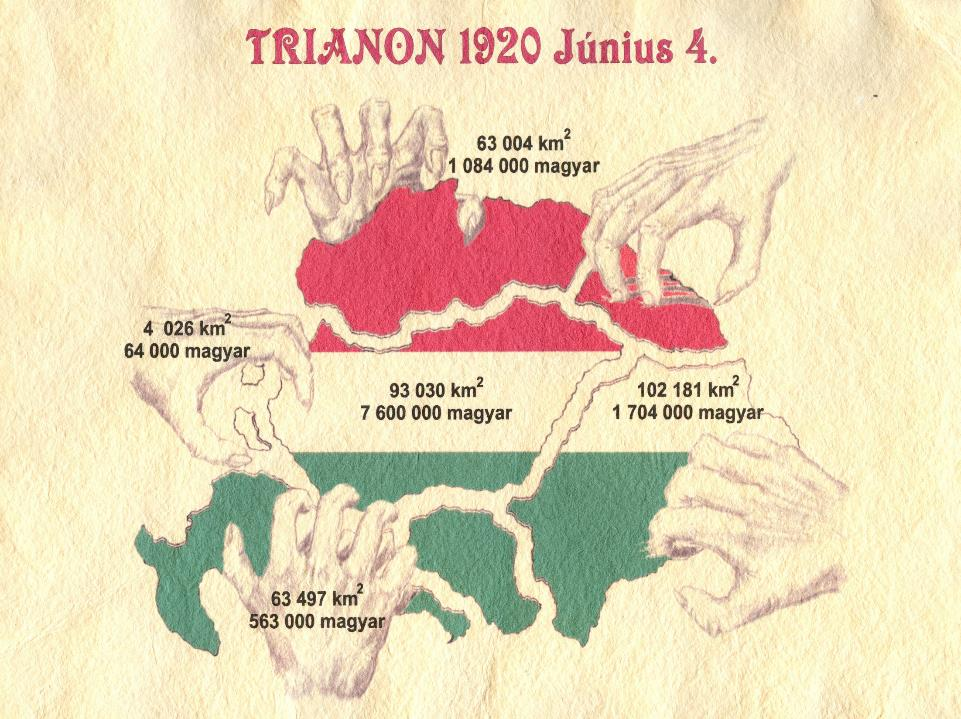 TRIANON 1920 Június 4.
63 004 km²
1 084 000 magyar
4 026 km²
64 000 magyar
93 030 km²
7 600 000 magyar
102 181 km²
1 704 000 magyar
63 497 km²
563 000 magyar